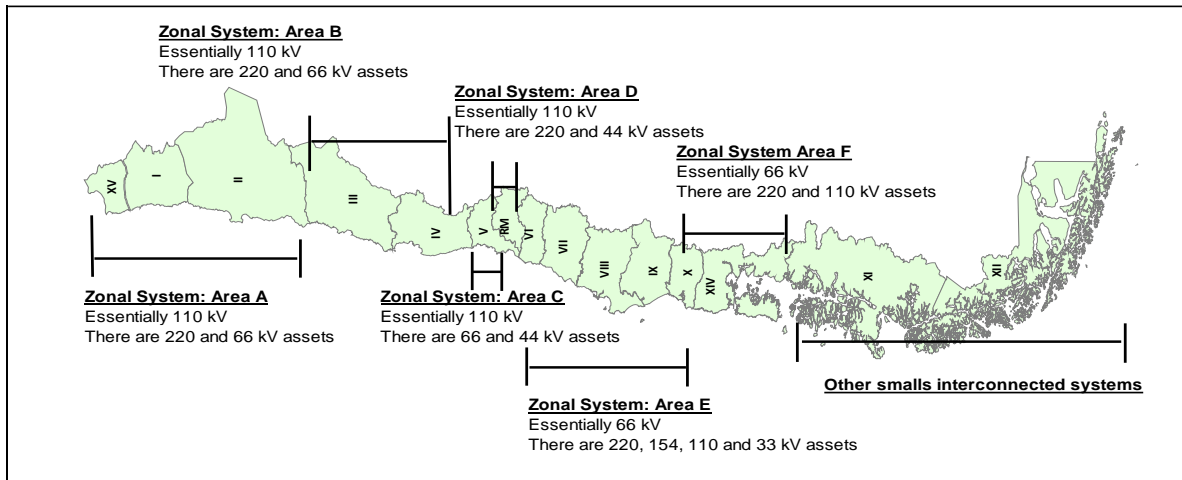 Zonal System: Area B
Essentially 110 kV
There are 220 and 66 kV assets
Zonal System: Area D
Essentially 110 kV
There are 220 and 44 kV assets
Zonal System Area F
Essentially 66 kV
There are 220 and 110 kV assets
XV
I
II
III
IV
V
RM
VI
VII
VIII
IX
X
XIV
XI
XII
Zonal System: Area A
Essentially 110 kV
There are 220 and 66 kV assets
Zonal System: Area C
Essentially 110 kV
There are 66 and 44 kV assets
Other smalls interconnected systems
Zonal System: Area E
Essentially 66 kV
There are 220, 154, 110 and 33 kV assets